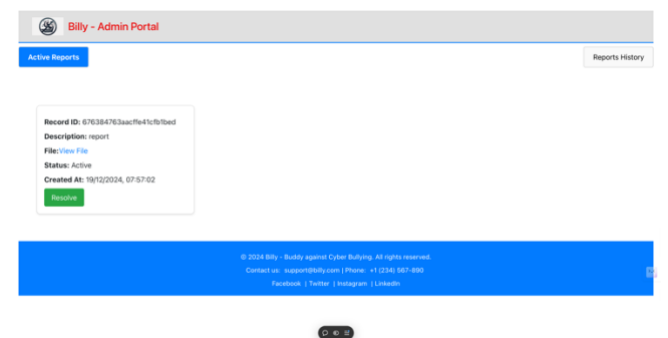 Billy - Admin Portal
Active Reports
Reports History
Record ID: 676384763aacffe41cfb1bed
Description: report
File:View File
Status: Active
Created At: 19/12/2024, 07:57:02
Resolve
© 2024 Billy - Buddy against Cyber Bullying. All rights reserved.
Contact us: support@billy.com | Phone: +1 (234) 567-890
Facebook | Twitter | Instagram | LinkedIn